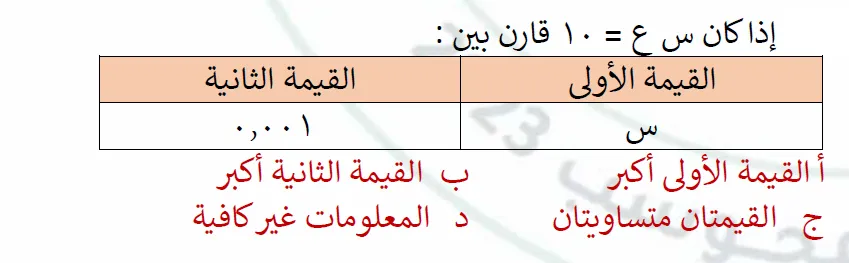 إذا كان س ع = ١٠ قارن بين :
القيمة الأولى القيمة الثانية
س ٠,٠٠١
أ القيمة الأولى أكبر ب القيمة الثانية أكبر
ج القيمتان متساويتان د المعلومات غير كافية
23